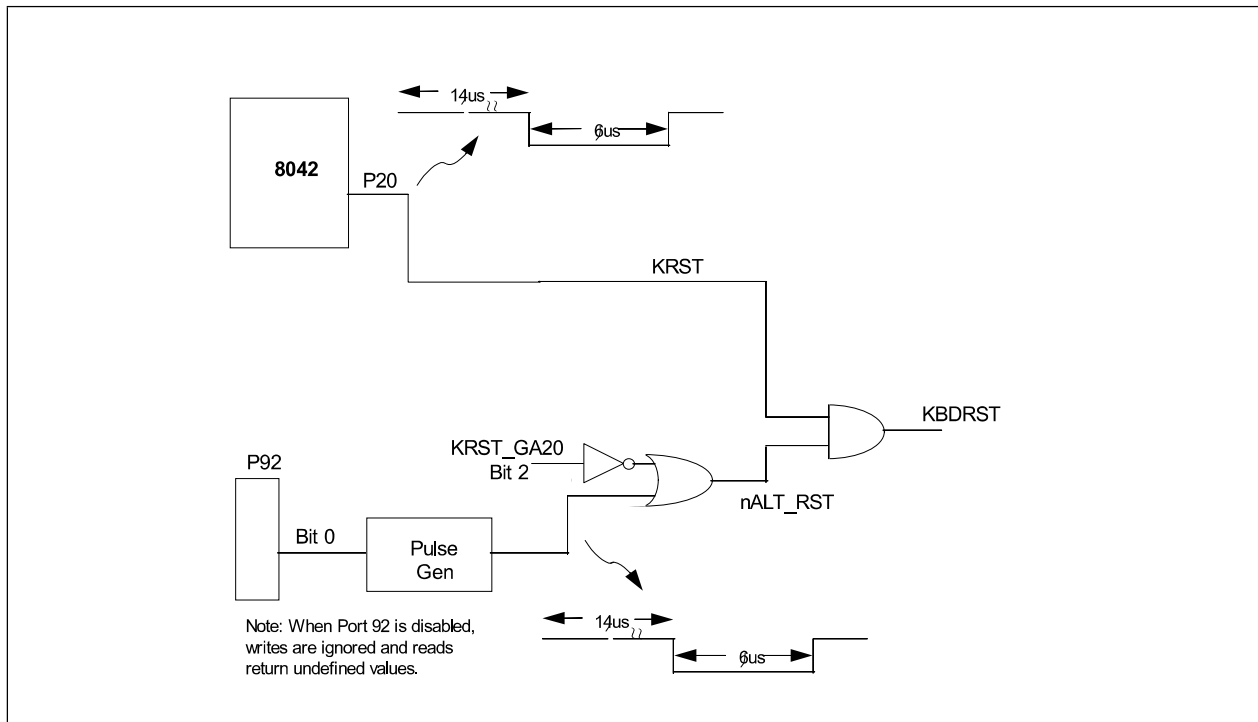 14us
6us
8042
P20
KRST
KBDRST
KRST_GA20
Bit 2
nALT_RST
P92
Bit 0
Pulse
Gen
14us
6us
Note: When Port 92 is disabled,
writes are ignored and reads
return undefined values.